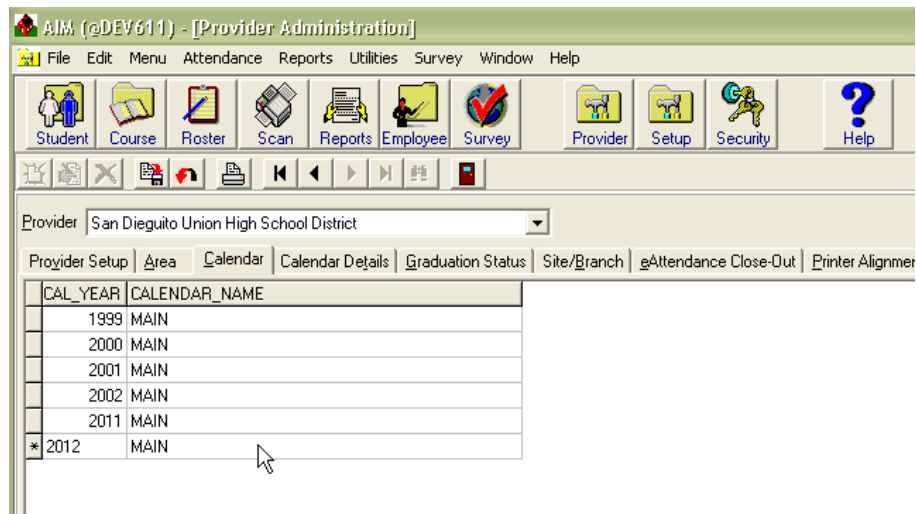 AIM (@DEV611) - [Provider Administration]
File Edit Menu Attendance Reports Utilities Survey Window Help
Student Course Roster Scan Reports Employee Survey Provider Setup Security Help
Provider San Dieguito Union High School District
Provider Setup Area Calendar Calendar Details Graduation Status Site/Branch eAttendance Close-Out Printer Alignmen
CAL_YEAR CALENDAR_NAME
1999 MAIN
2000 MAIN
2001 MAIN
2002 MAIN
2011 MAIN
* 2012 MAIN